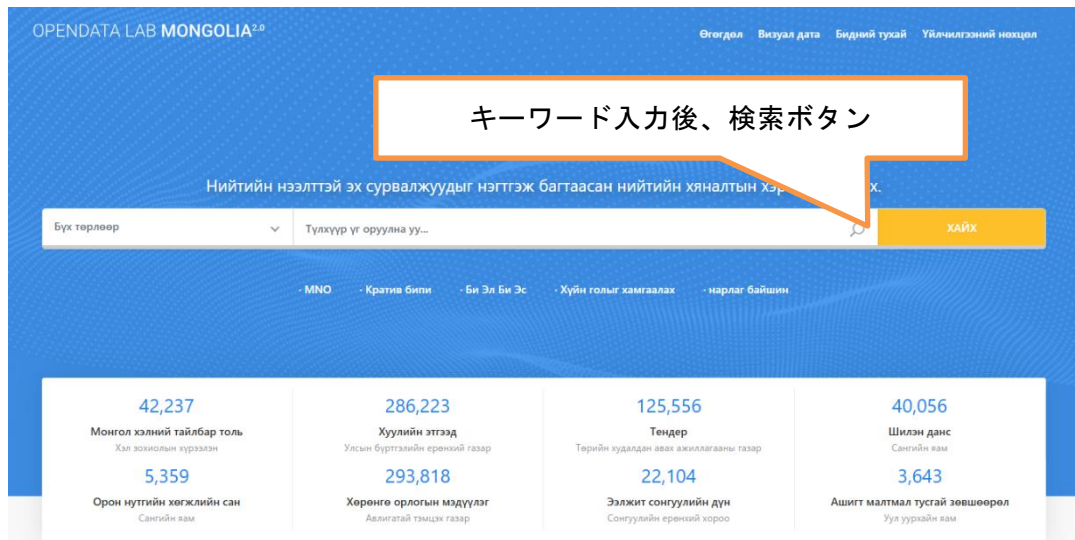 OPENDATA LAB MONGOLIA2.0
Өгөгдөл Визуал дата Бидний тухай Үйлчилгээний нөхцөл
キーワード入力後、検索ボタン
Нийтийн нээлттэй эх сурвалжуудыг нэгтгэж багтаасан нийтийн хяналтын
Бүх төрлөөр
Түлхүүр үг оруулна уу...
ХАЙХ
- MNO - Кратив бипи - Би Эл Би Эс - Хүйн голыг хамгаалах - нарлаг байшин
42,237 286,223 125,556 40,056
Монгол хэлний тайлбар толь Хуулийн этгээд Тендер Шилэн данс
Хэл зохиолын хүрээлэн Улсын бүртгэлийн ерөнхий газар Төрийн худалдан авах ажиллагааны газар Сангийн яам
5,359 293,818 22,104 3,643
Орон нутгийн хөгжлийн сан Хөрөнгө орлогын мэдүүлэг Ээлжит сонгуулийн дүн Ашигт малтмал тусгай зөвшөөрөл
Сангийн яам Авлигатай тэмцэх газар Сонгуулийн ерөнхий хороо Уул уурхайн яам